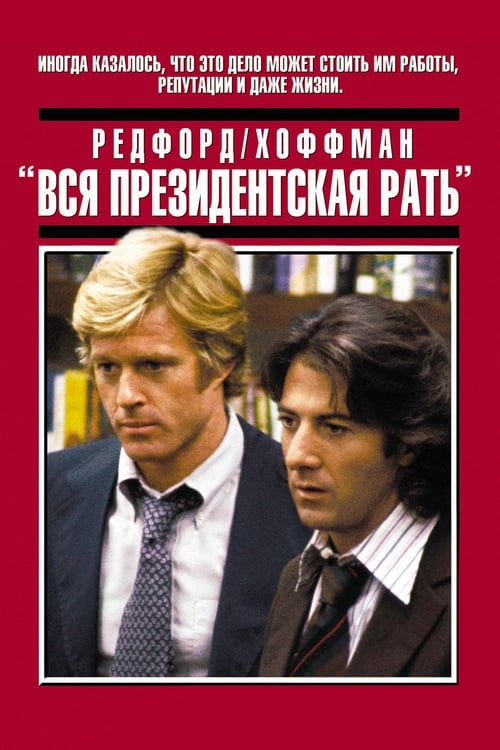 ИНОГДА КАЗАЛОСЬ, ЧТО ЭТО ДЕЛО МОЖЕТ СТОИТЬ ИМ РАБОТЫ,
РЕПУТАЦИИ И ДАЖЕ ЖИЗНИ.
РЕДФОРД/ХОФФМАН
“ВСЯ ПРЕЗИДЕНТСКАЯ РАТЬ”